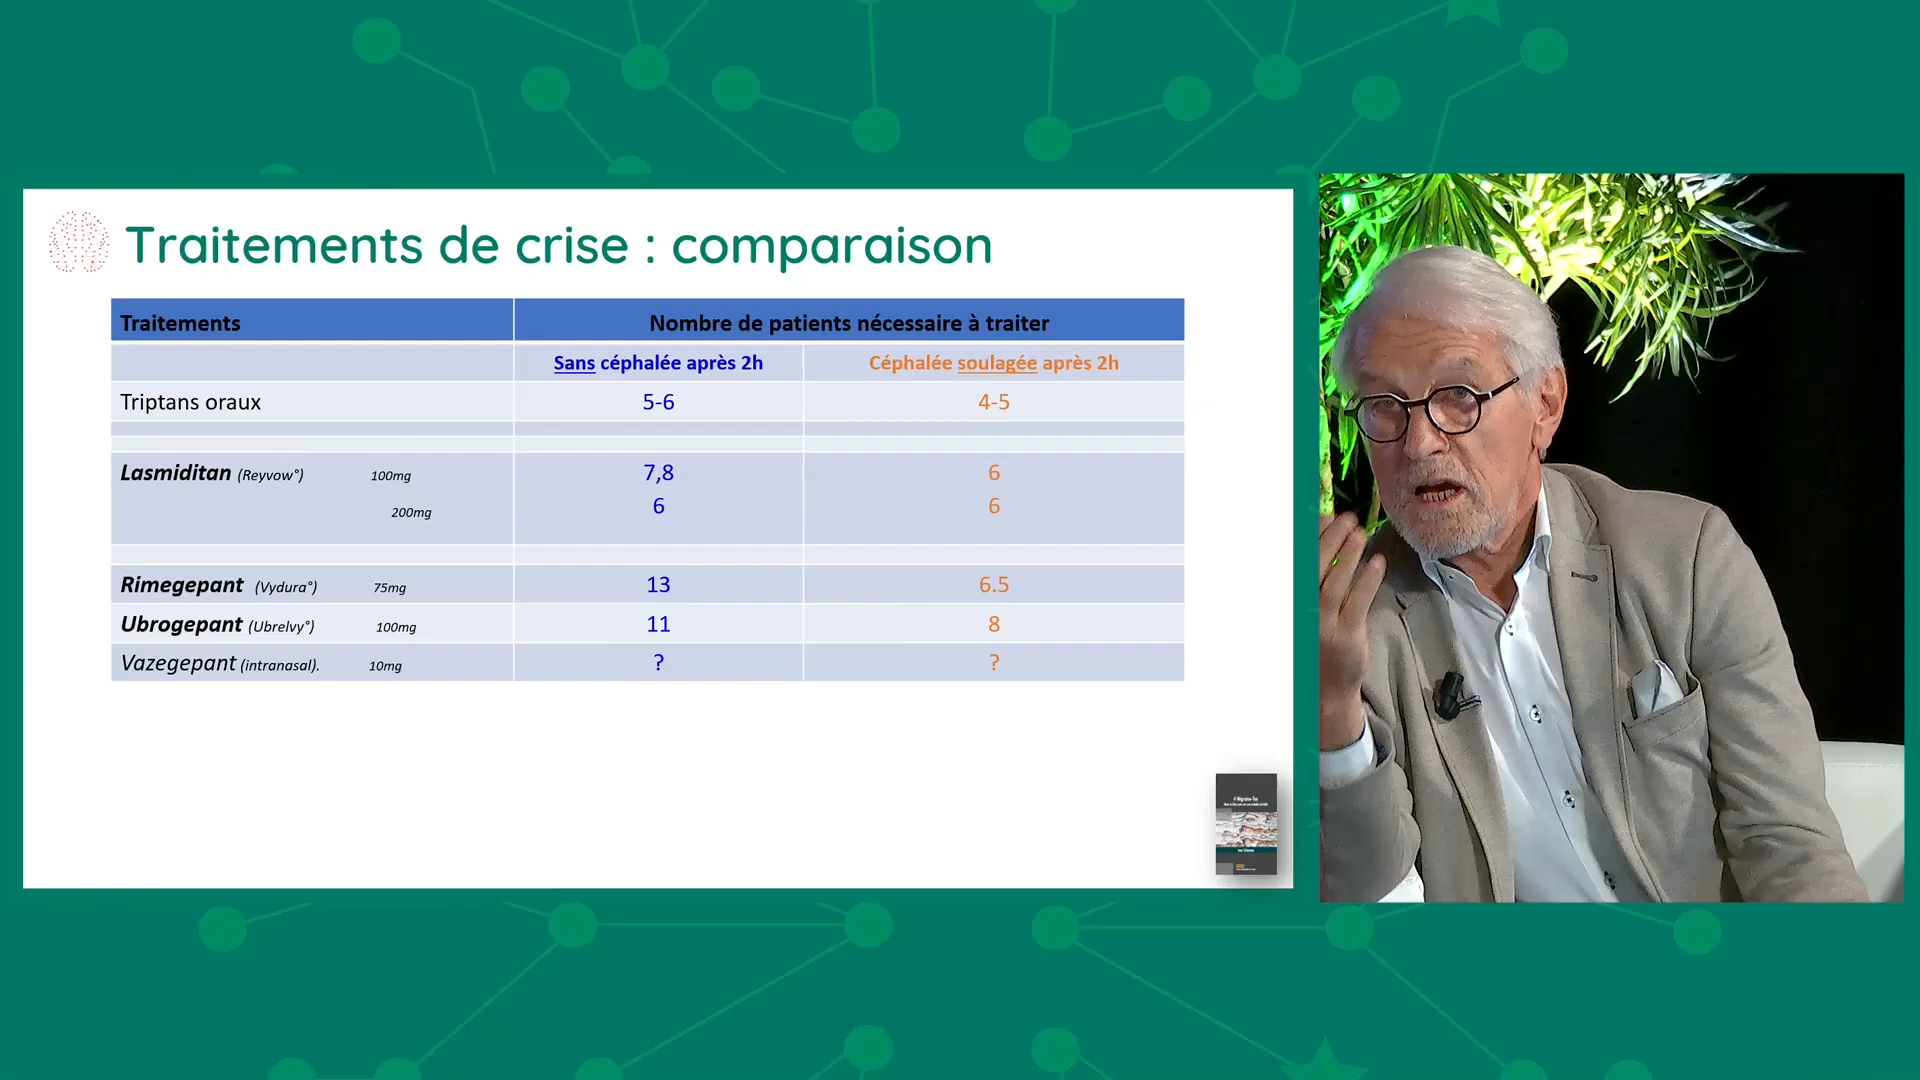 Traitements de crise : comparaison
Traitements Nombre de patients nécessaire à traiter
Sans céphalée après 2h Céphalée soulagée après 2h
Triptans oraux 5-6 4-5
Lasmiditan (Reyvow°) 100mg 7,8 6
200mg 6 6
Rimegepant (Vydura°) 75mg 13 6.5
Ubrogepant (Ubrelvy°) 100mg 11 8
Vazegepant (intranasal). 10mg ? ?